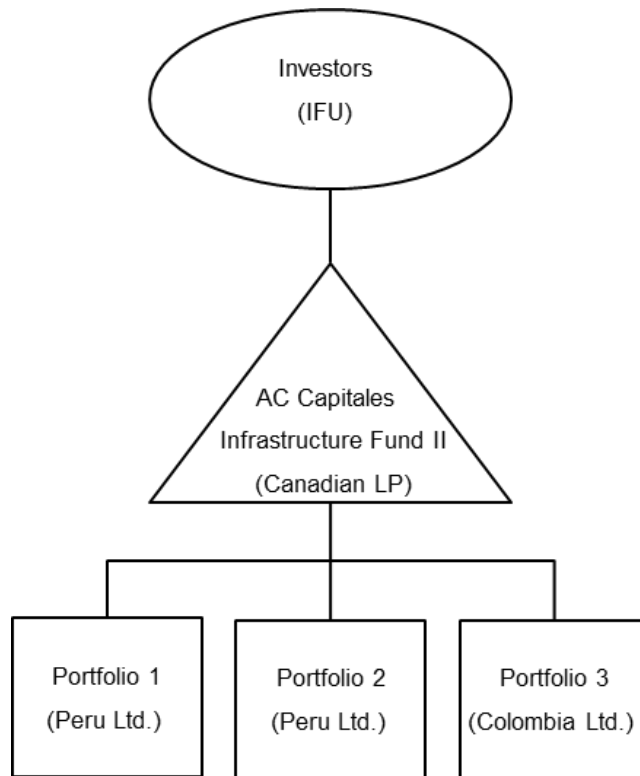 Investors
(IFU)
AC Capitales
Infrastructure Fund II
(Canadian LP)
Portfolio 1
(Peru Ltd.)
Portfolio 2
(Peru Ltd.)
Portfolio 3
(Colombia Ltd.)